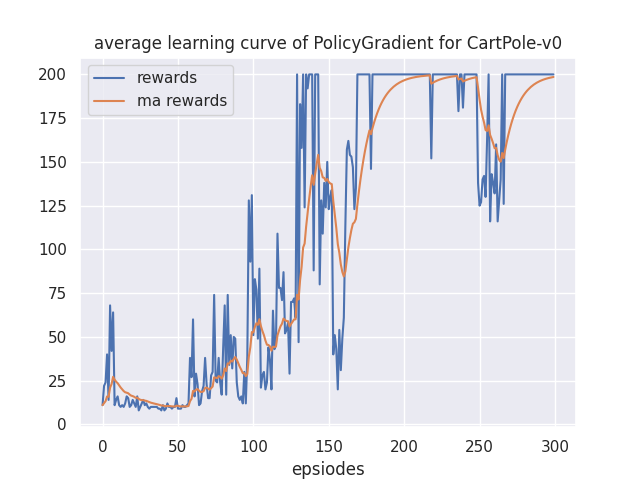 average learning curve of PolicyGradient for CartPole-v0
rewards
ma rewards
200
175
150
125
100
75
50
25
0
0 50 100 150 200 250 300
epsiodes